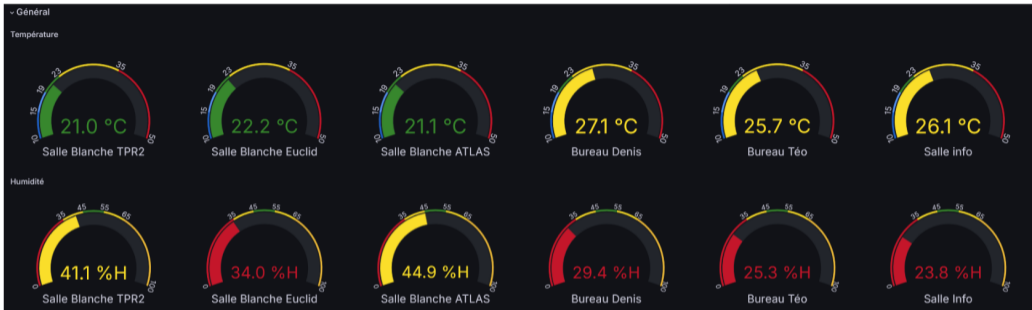 Général
Température
10 15 19 23 35 50
10 15 19 23 35 50
10 15 19 23 35 50
10 15 19 23 35 50
10 15 19 23 35 50
10 15 19 23 35 50
21.0 °C
22.2 °C
21.1 °C
27.1 °C
25.7 °C
26.1 °C
Salle Blanche TPR2
Salle Blanche Euclid
Salle Blanche ATLAS
Bureau Denis
Bureau Téo
Salle info
Humidité
0 35 45 55 65 100
0 35 45 55 65 100
0 35 45 55 65 100
0 35 45 55 65 100
0 35 45 55 65 100
0 35 45 55 65 100
41.1 %H
34.0 %H
44.9 %H
29.4 %H
25.3 %H
23.8 %H
Salle Blanche TPR2
Salle Blanche Euclid
Salle Blanche ATLAS
Bureau Denis
Bureau Téo
Salle Info